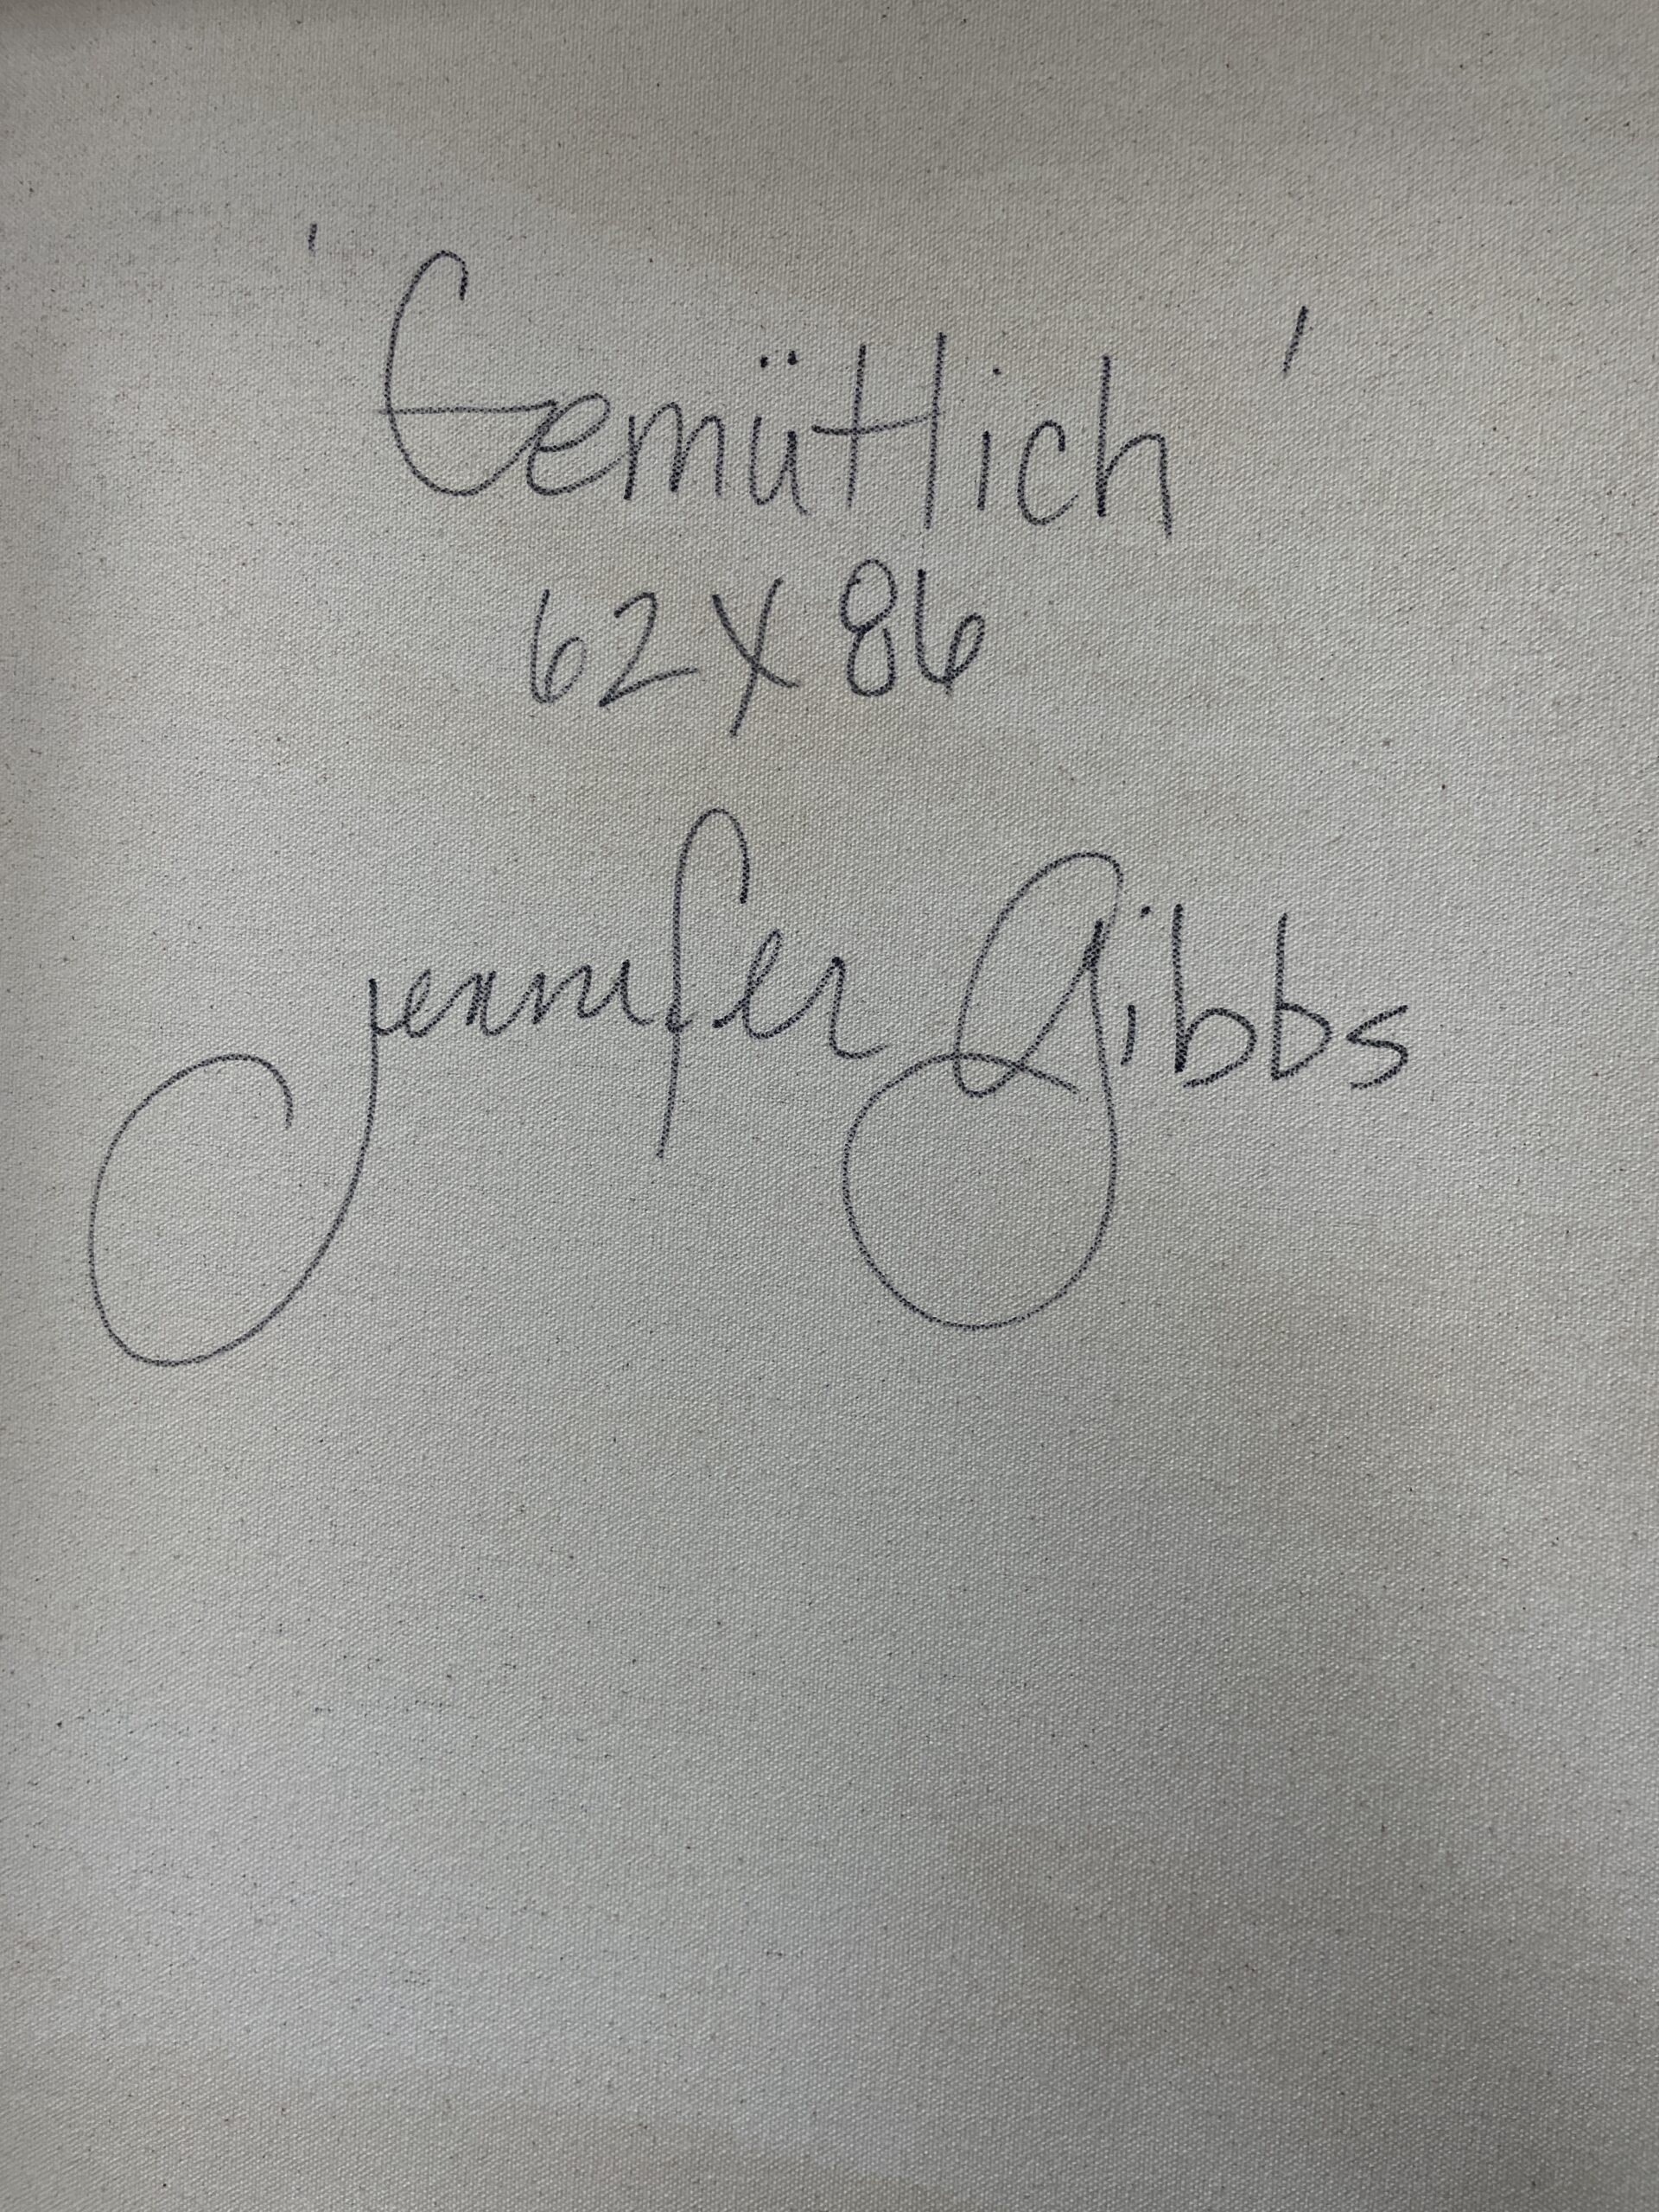 'Gemütlich'
62 X 86
Jennifer Gibbs